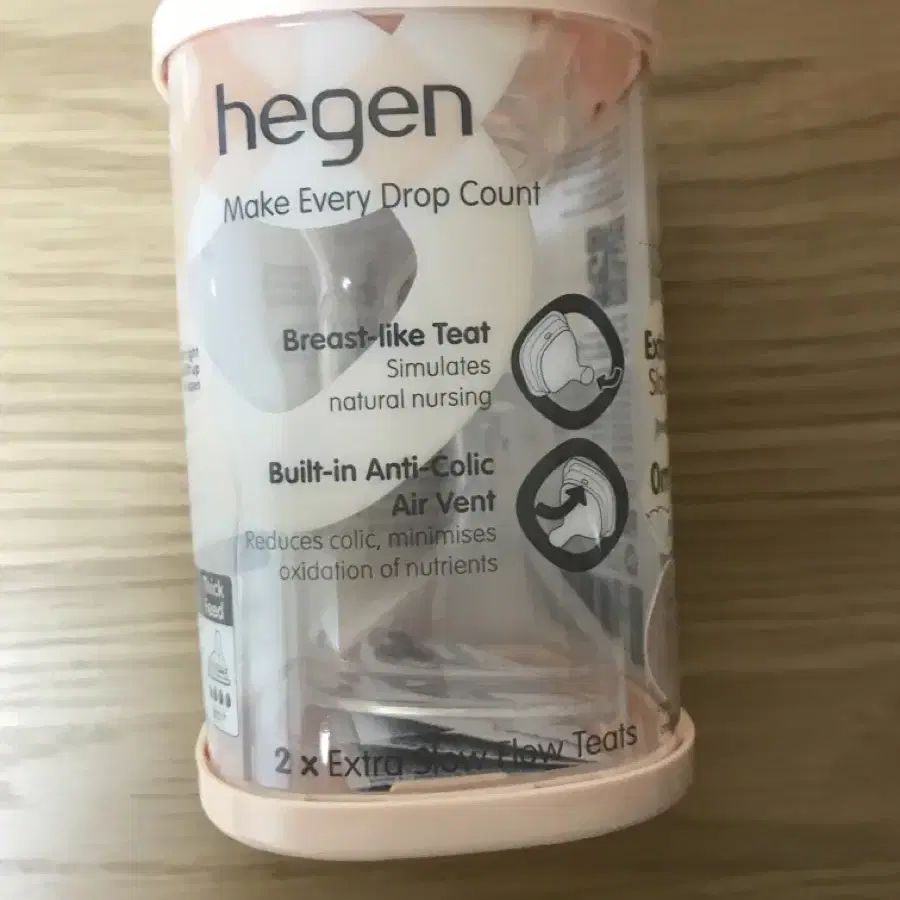 hegen
Make Every Drop Count
Breast-like Teat
Simulates
natural nursing
Built-in Anti-Colic
Air Vent
Reduces colic, minimises
oxidation of nutrients
Thick
Feed
2 x Extra Slow Flow Teats